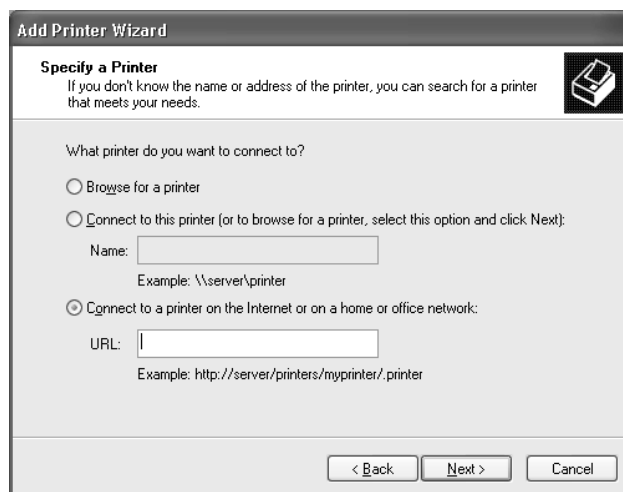 Add Printer Wizard
Specify a Printer
If you don't know the name or address of the printer, you can search for a printer
that meets your needs.
What printer do you want to connect to?
Browse for a printer
Connect to this printer (or to browse for a printer, select this option and click Next):
Name:
Example: \\server\printer
Connect to a printer on the Internet or on a home or office network:
URL:
Example: http://server/printers/myprinter/.printer
< Back Next > Cancel